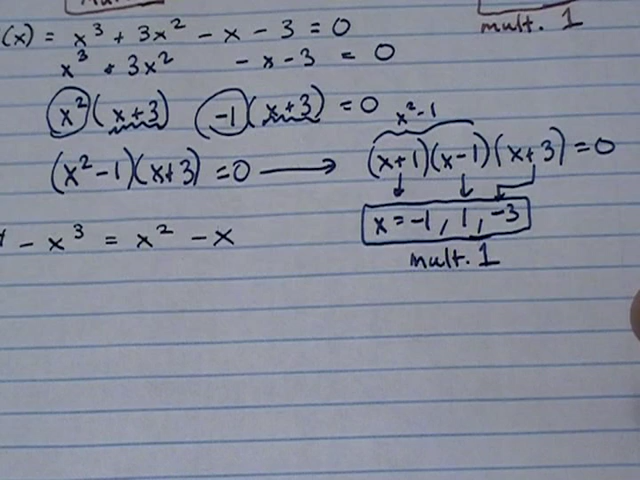 mult. 1
(x) = x³ + 3x² - x - 3 = 0
x³ + 3x² - x - 3 = 0
x² (x+3) -1 (x+3) = 0 x²-1
(x²-1)(x+3) = 0 → (x+1)(x-1)(x+3) = 0
x = -1, 1, -3
- x³ = x² - x
mult. 1